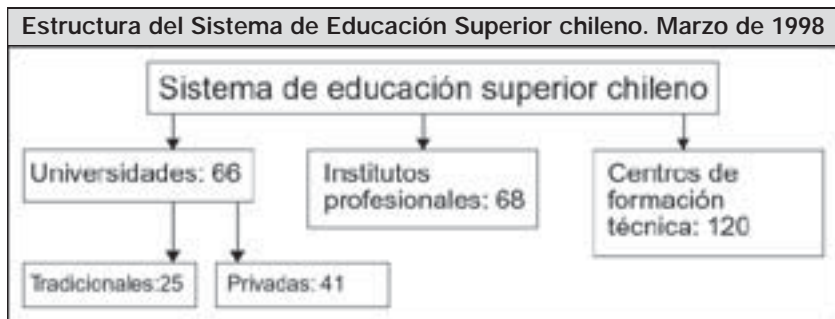 Estructura del Sistema de Educación Superior chileno. Marzo de 1998
Sistema de educación superior chileno
Universidades: 66
Institutos
profesionales: 68
Centros de
formación
técnica: 120
Tradicionales:25
Privadas: 41